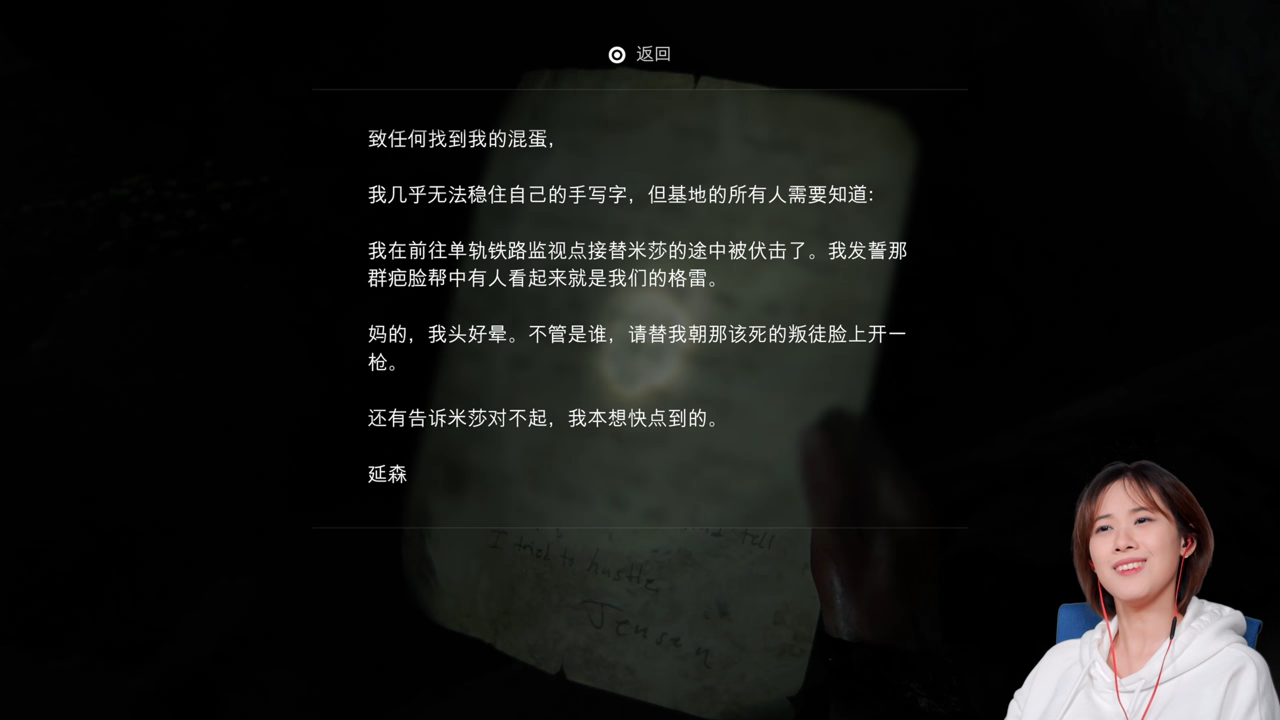 返回
致任何找到我的混蛋，
我几乎无法稳住自己的手写字，但基地的所有人需要知道：
我在前往单轨铁路监视点接替米莎的途中被伏击了。我发誓那
群疤脸帮中有人看起来就是我们的格雷。
妈的，我头好晕。不管是谁，请替我朝那该死的叛徒脸上开一
枪。
还有告诉米莎对不起，我本想快点到的。
延森
I tried to hustle.
Jensen